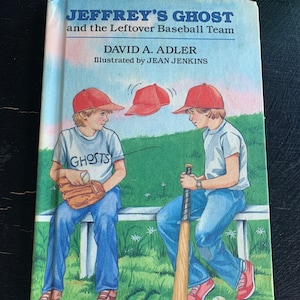 JEFFREY'S GHOST
and the Leftover Baseball Team
DAVID A. ADLER
Illustrated by JEAN JENKINS
GHOSTS